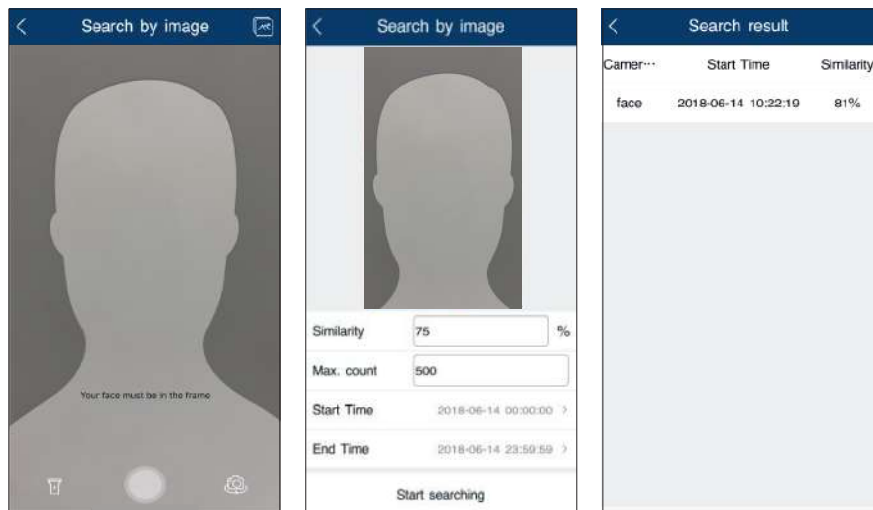 Search by image
Your face must be in the frame
Search by image
Similarity 75 %
Max. count 500
Start Time 2018-06-14 00:00:00 >
End Time 2018-06-14 23:59:59 >
Start searching
Search result
Camer··· Start Time Similarity
face 2018-06-14 10:22:19 81%